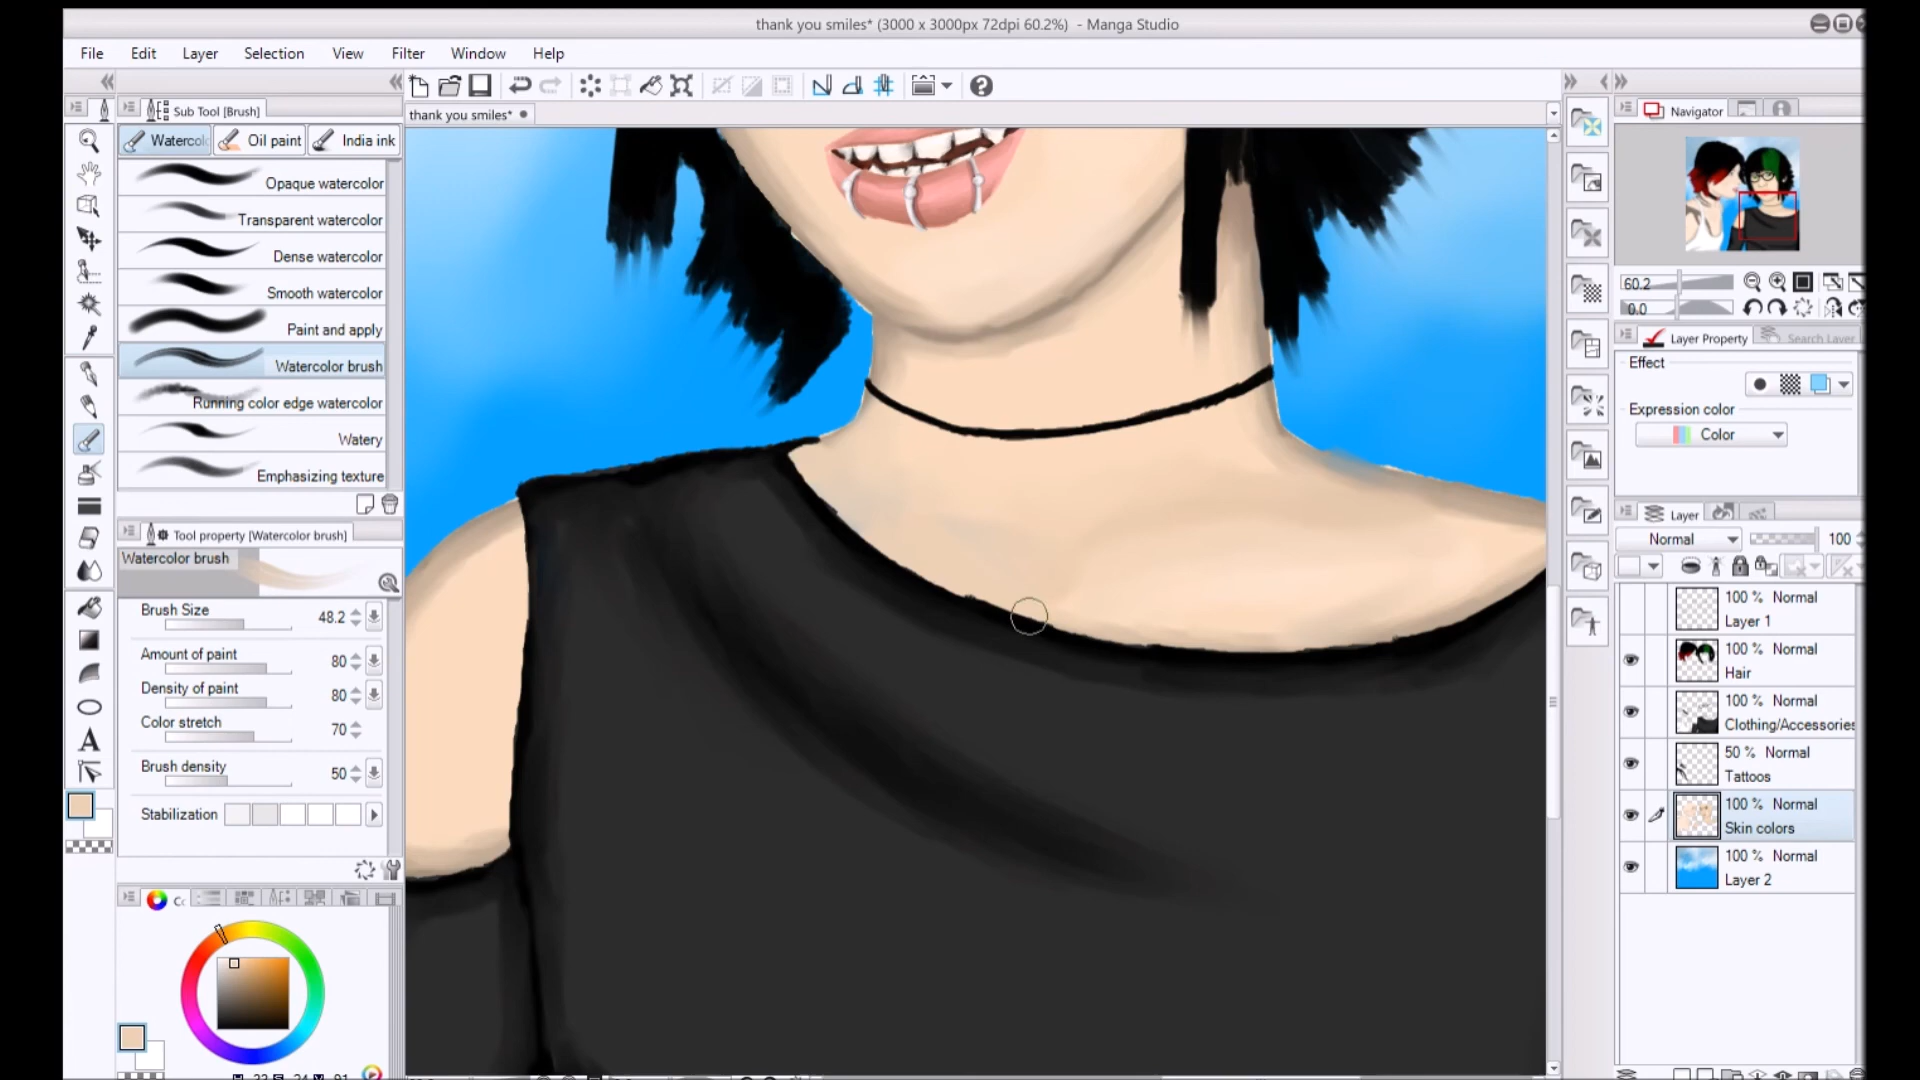 thank you smiles* (3000 x 3000px 72dpi 60.2%)  - Manga Studio
File Edit Layer Selection View Filter Window Help
Sub Tool [Brush]
thank you smiles*
Navigator
Oil paint India ink
Opaque watercolor
Transparent watercolor
Dense watercolor
Smooth watercolor
Paint and apply
Watercolor brush
Running color edge watercolor
Watery
Emphasizing texture
Tool property [Watercolor brush]
Watercolor brush
Brush Size 48.2
Amount of paint 80
Density of paint 80
Color stretch 70
Brush density 50
Stabilization
60.2
0.0
Layer Property Search Layer
Effect
Expression color
Color
Layer
Normal 100
100 % Normal
Layer 1
100 % Normal
Hair
100 % Normal
Clothing/Accessories
50 % Normal
Tattoos
100 % Normal
Skin colors
100 % Normal
Layer 2